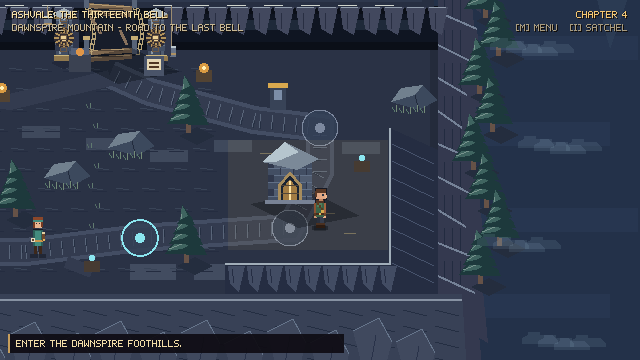 ASHVALE: THE THIRTEENTH BELL
DAWNSPIRE MOUNTAIN - ROAD TO THE LAST BELL
CHAPTER 4
[M] MENU [I] SATCHEL
ENTER THE DAWNSPIRE FOOTHILLS.